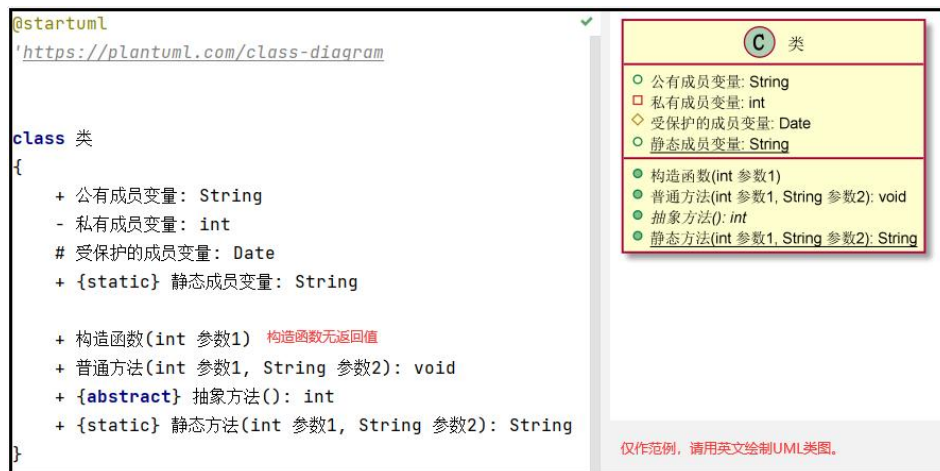 @startuml
'https://plantuml.com/class-diagram
class 类
{
+ 公有成员变量: String
- 私有成员变量: int
# 受保护的成员变量: Date
+ {static} 静态成员变量: String
+ 构造函数(int 参数1) 构造函数无返回值
+ 普通方法(int 参数1, String 参数2): void
+ {abstract} 抽象方法(): int
+ {static} 静态方法(int 参数1, String 参数2): String
}
C 类
公有成员变量: String
私有成员变量: int
受保护的成员变量: Date
静态成员变量: String
构造函数(int 参数1)
普通方法(int 参数1, String 参数2): void
抽象方法(): int
静态方法(int 参数1, String 参数2): String
仅作范例，请用英文绘制UML类图。